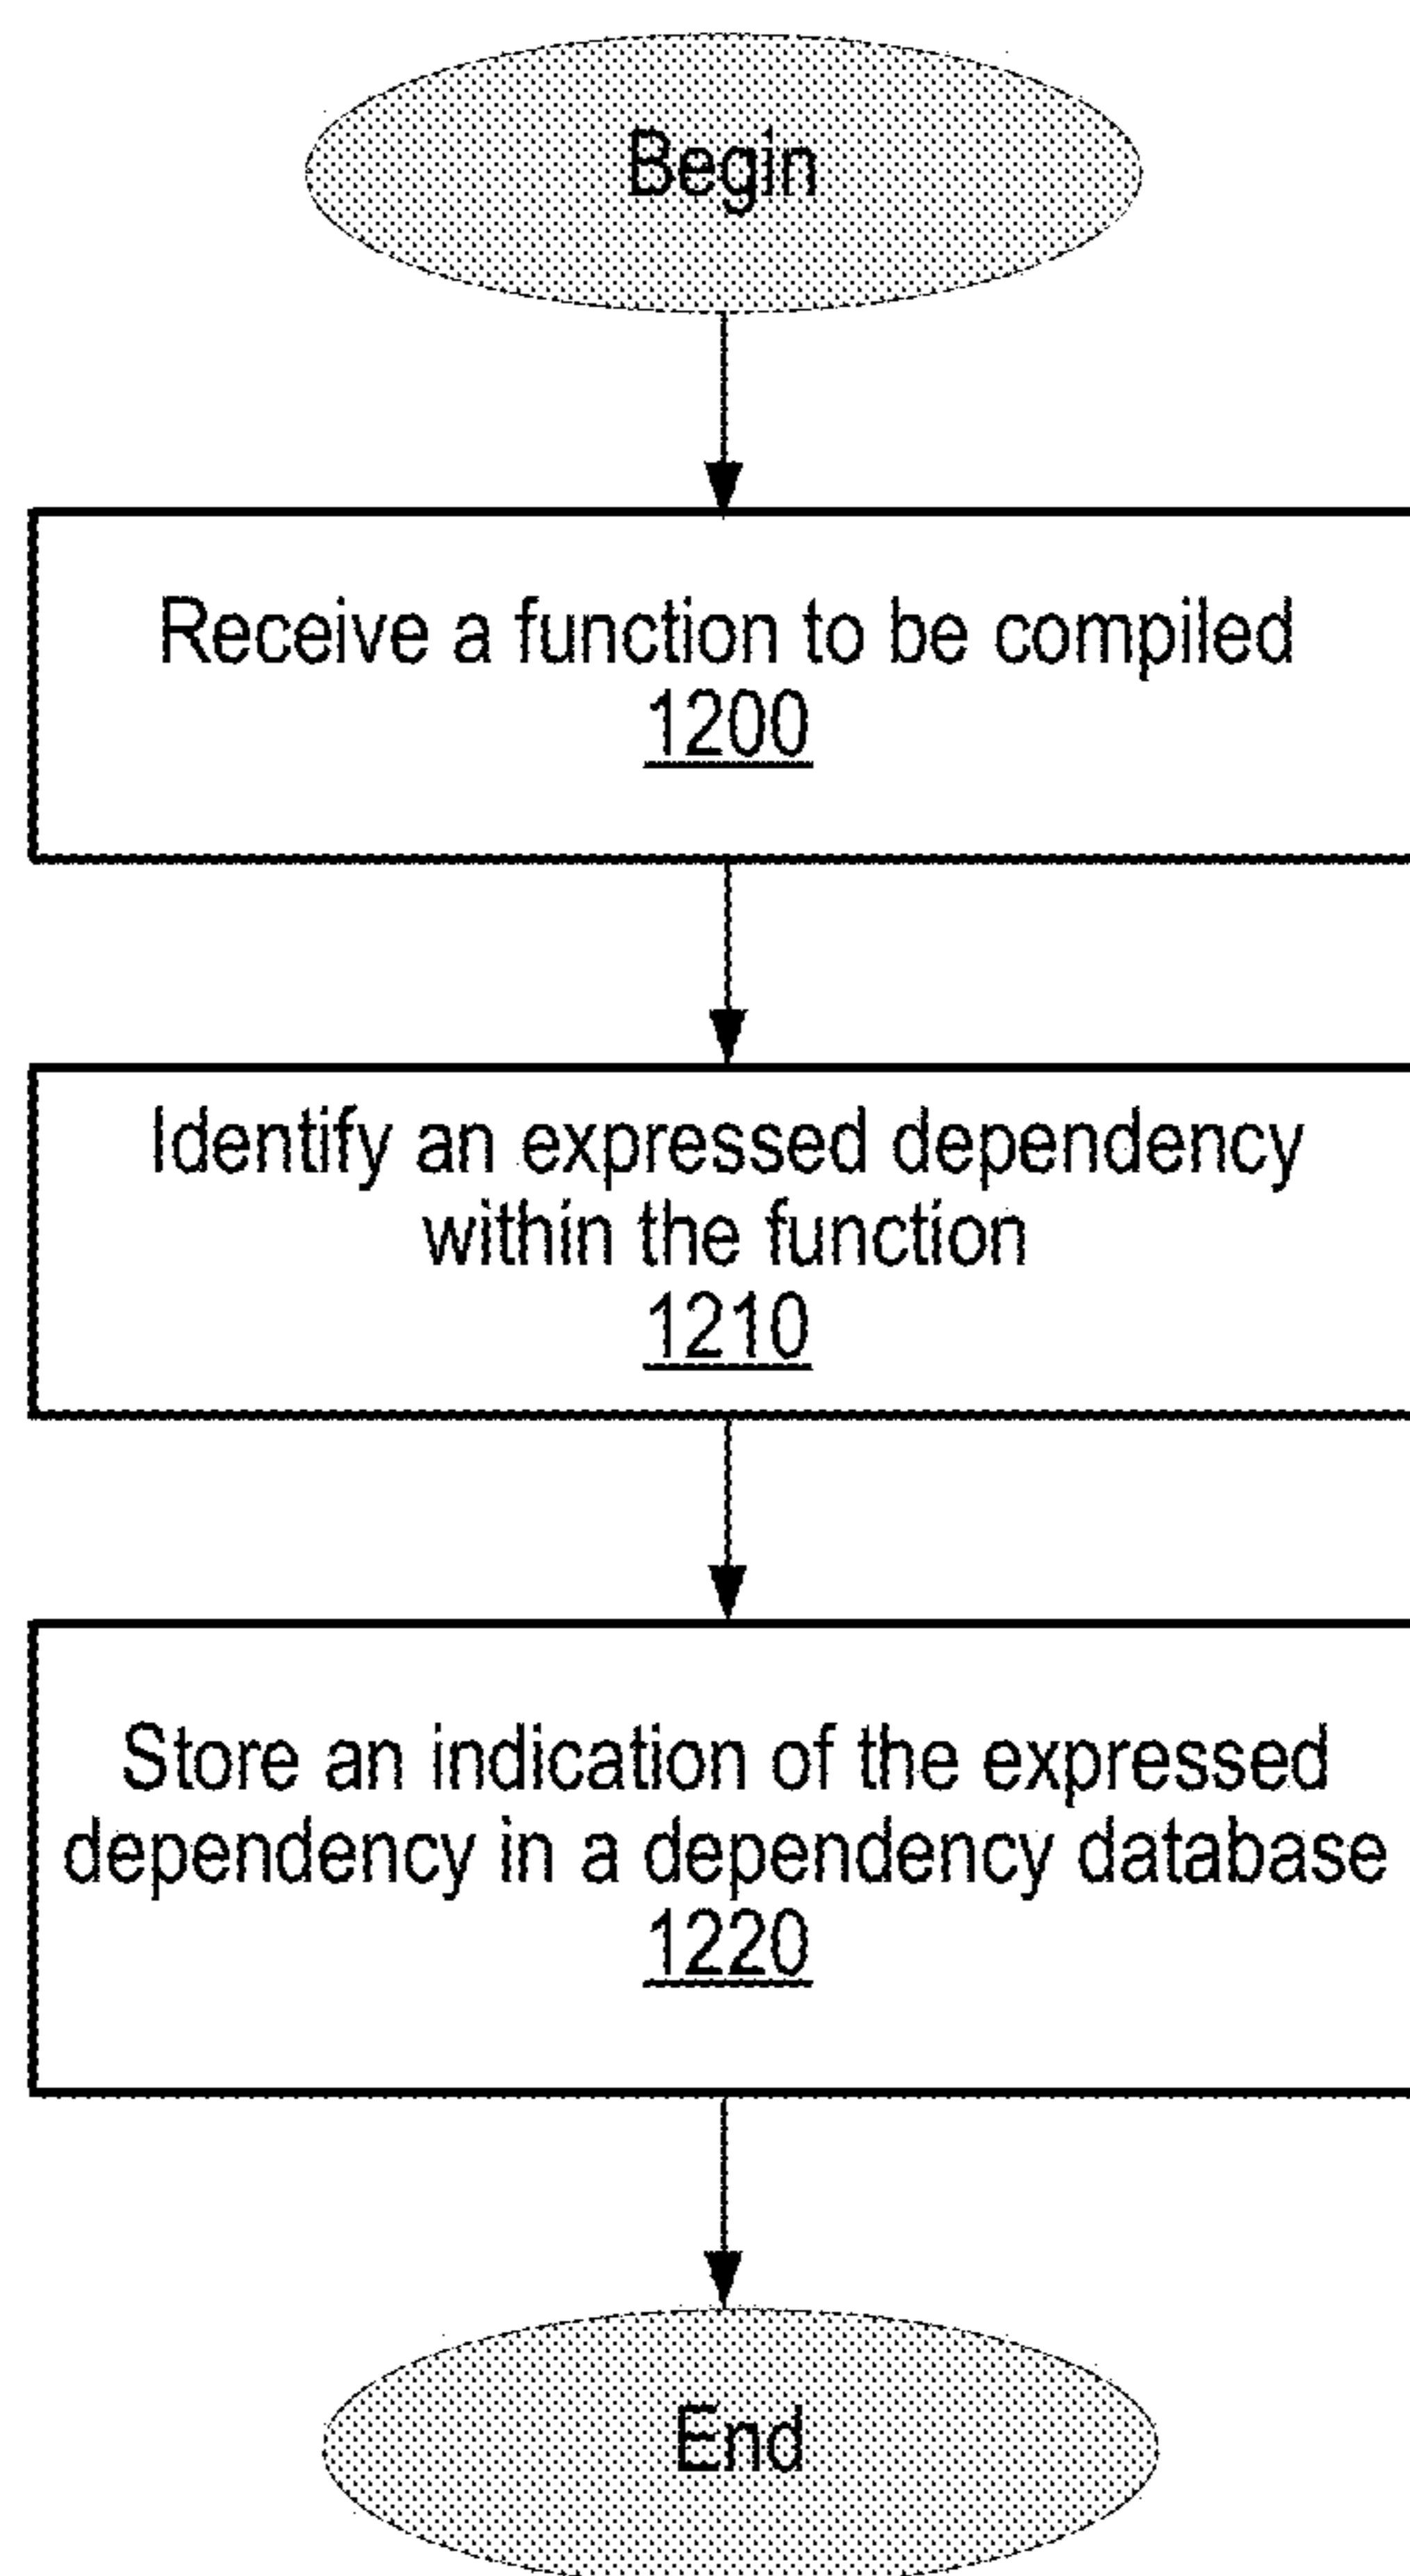 Begin
Receive a function to be compiled
1200
Identify an expressed dependency
within the function
1210
Store an indication of the expressed
dependency in a dependency database
1220
End